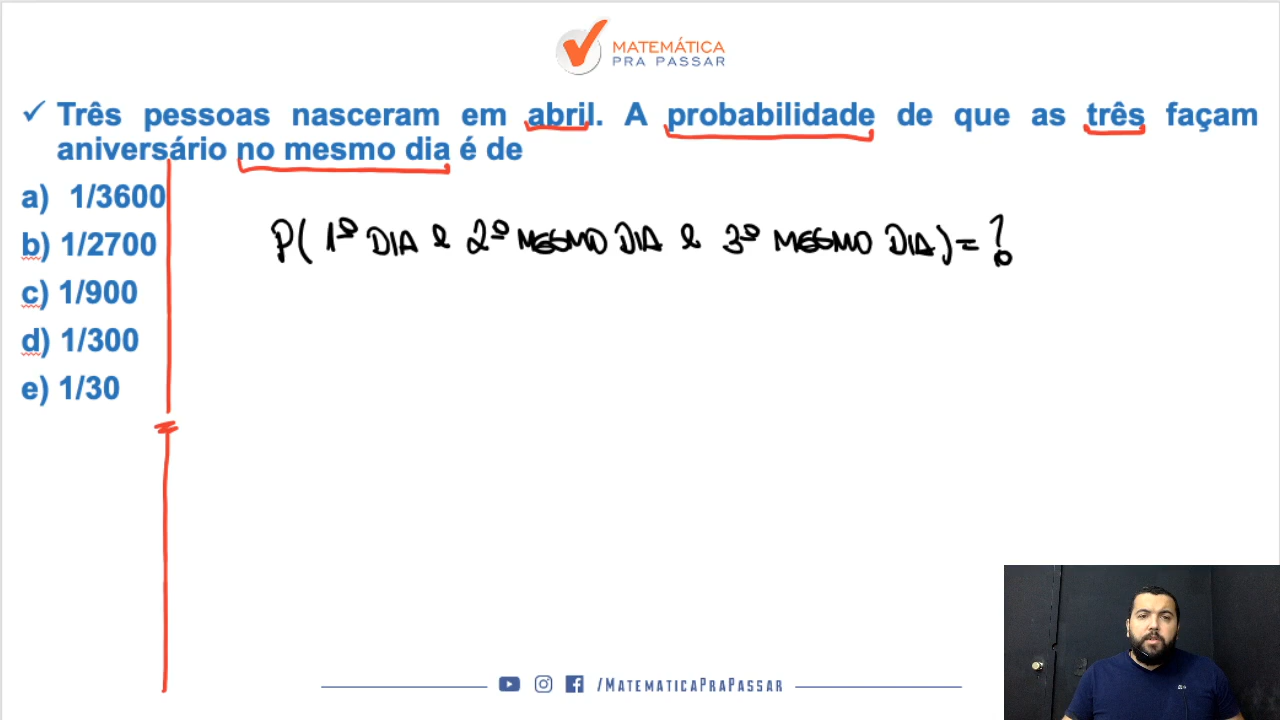 MATEMÁTICA
PRA PASSAR
✓ Três pessoas nasceram em abril. A probabilidade de que as três façam
aniversário no mesmo dia é de
a) 1/3600
b) 1/2700
c) 1/900
d) 1/300
e) 1/30
P( 1º DIA e 2º MESMO DIA e 3º MESMO DIA) = ?
/MATEMATICAPRAPASSAR